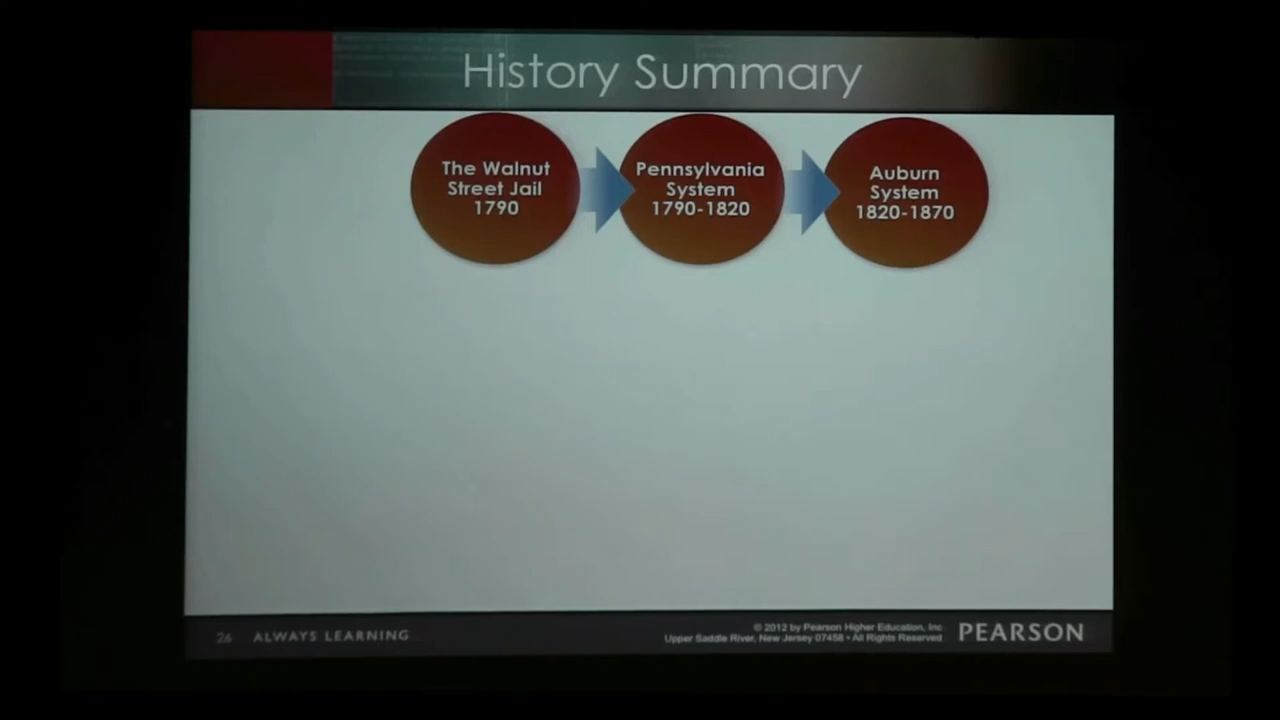 History Summary
The Walnut
Street Jail
1790
Pennsylvania
System
1790-1820
Auburn
System
1820-1870
26 ALWAYS LEARNING
© 2012 by Pearson Higher Education, Inc
Upper Saddle River, New Jersey 07458 • All Rights Reserved
PEARSON